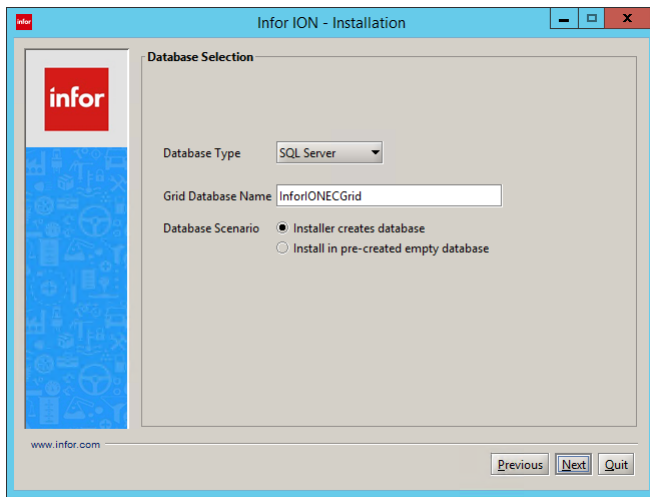 infor
Infor ION - Installation
x
infor
Database Selection
Database Type SQL Server
Grid Database Name InforIONECGrid
Database Scenario Installer creates database
Install in pre-created empty database
www.infor.com
Previous Next Quit